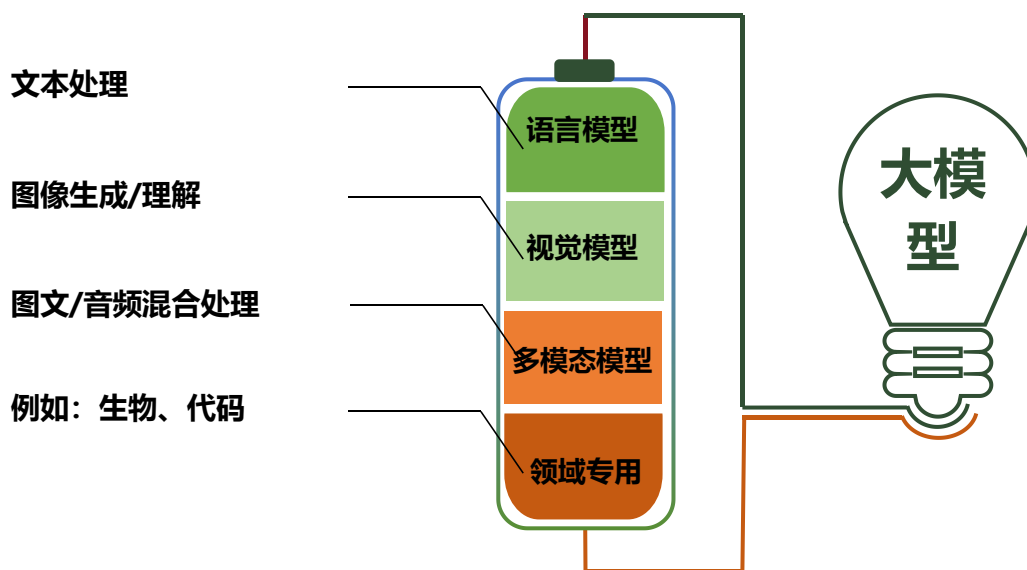 文本处理
语言模型
图像生成/理解
视觉模型
图文/音频混合处理
多模态模型
例如：生物、代码
领域专用
大模
型